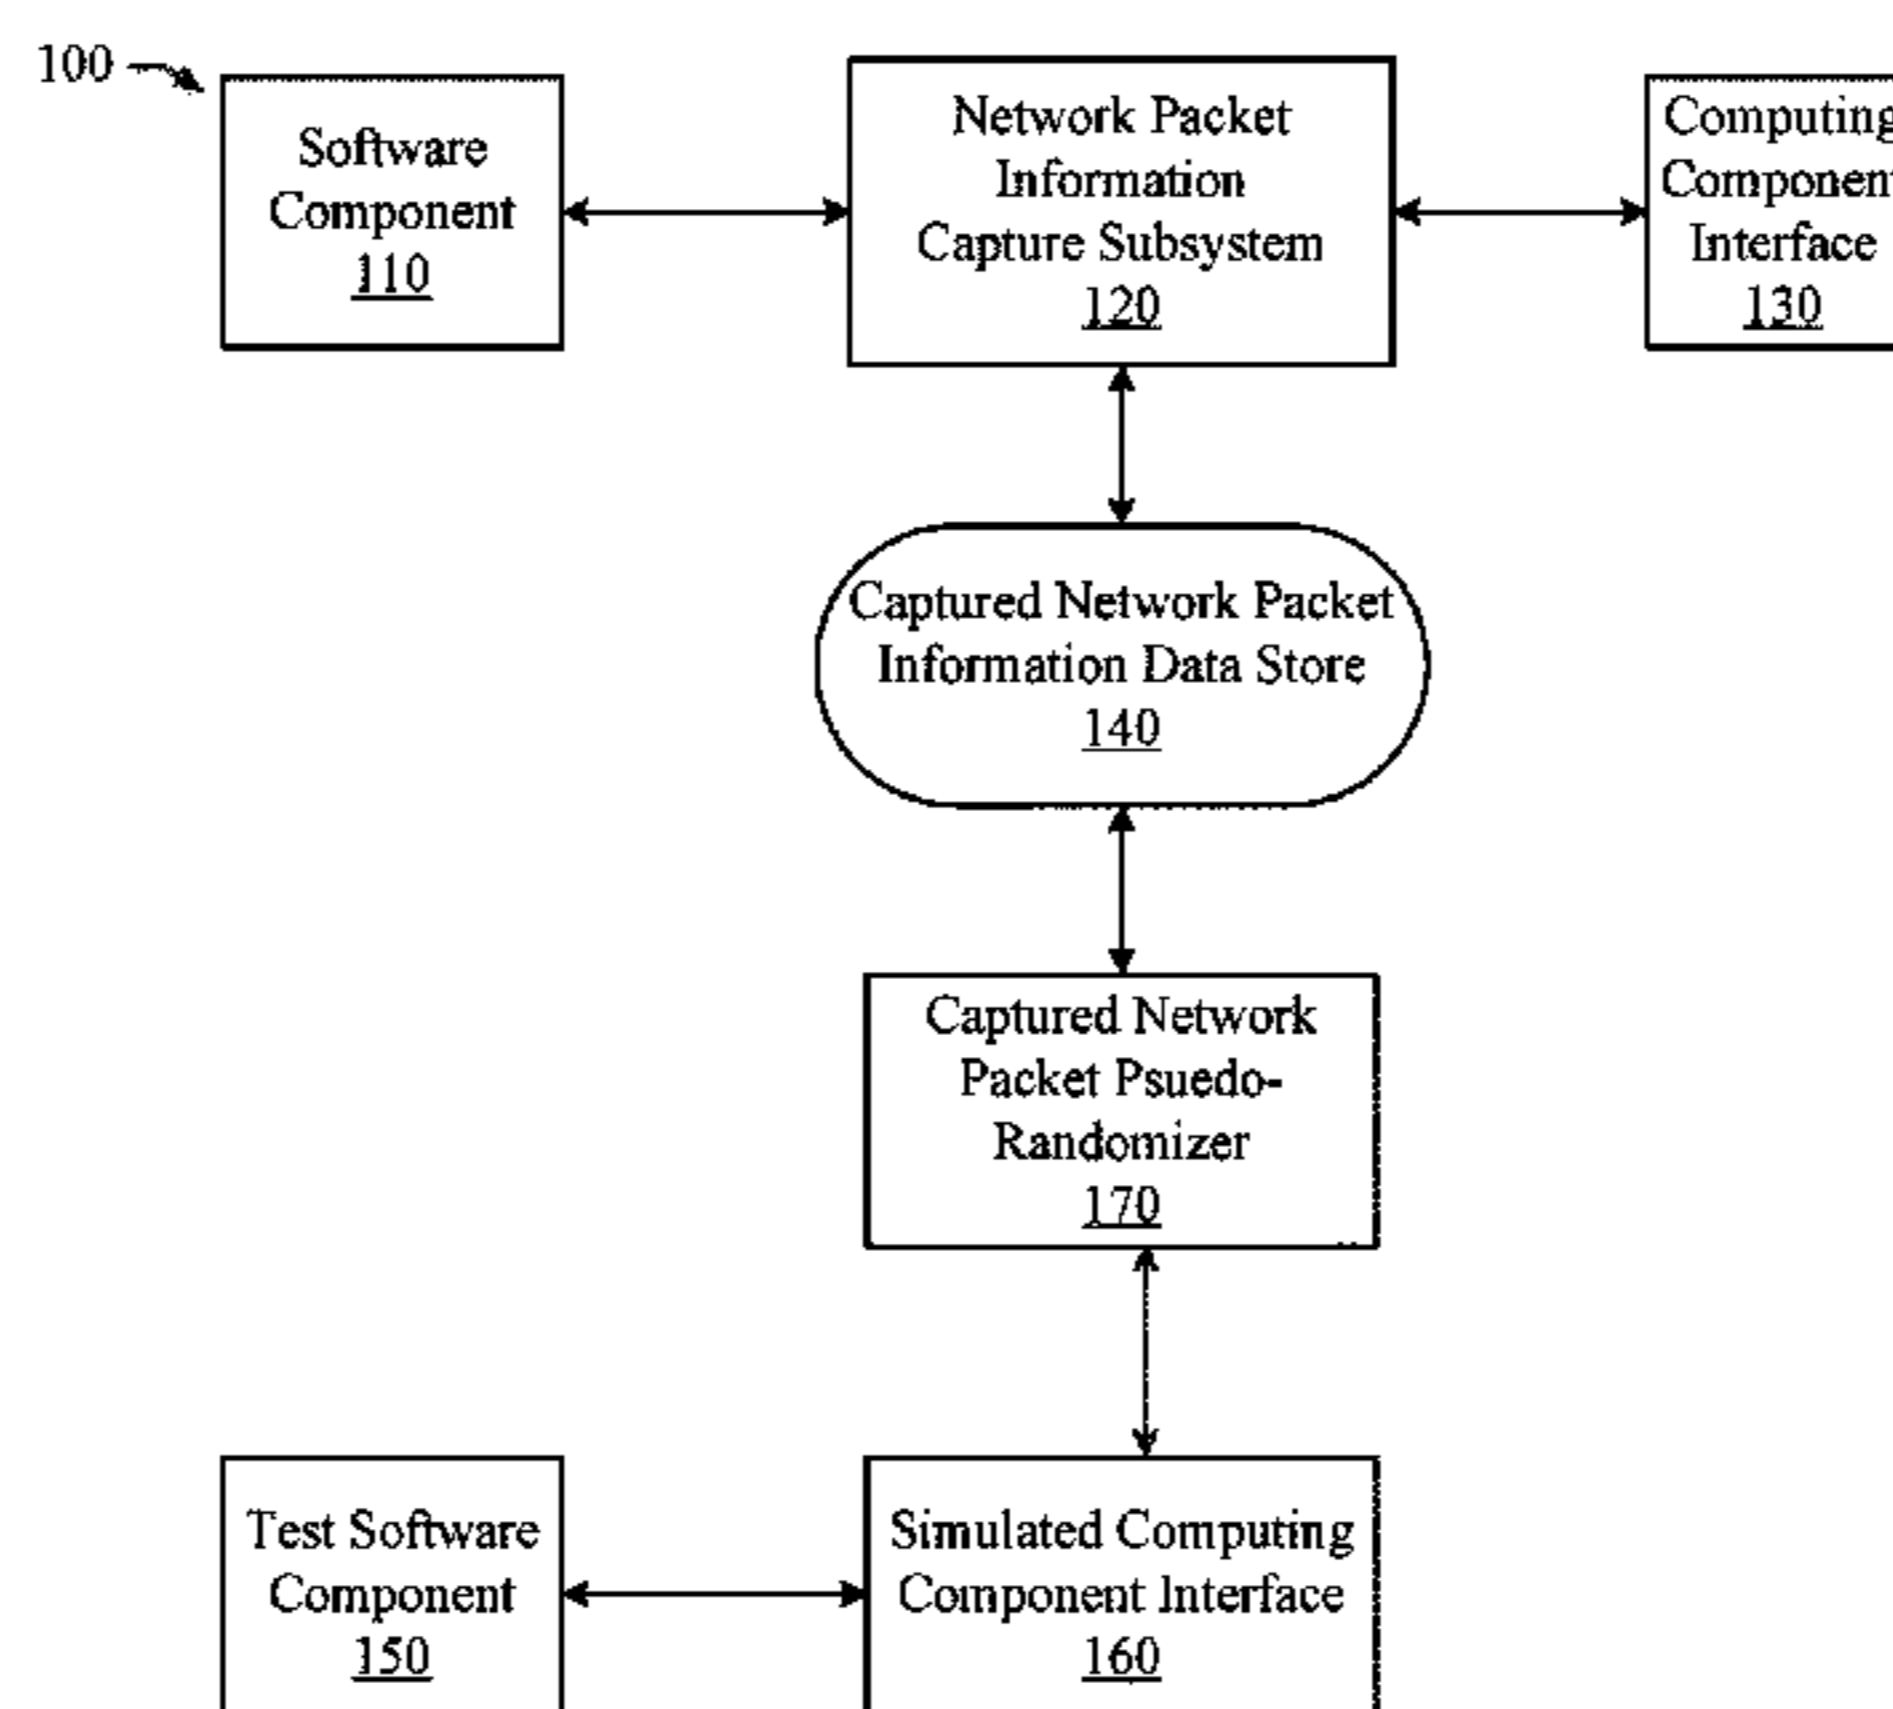 100
Software
Component
110
Network Packet
Information
Capture Subsystem
120
Computing
Component
Interface
130
Captured Network Packet
Information Data Store
140
Captured Network
Packet Psuedo-
Randomizer
170
Test Software
Component
150
Simulated Computing
Component Interface
160